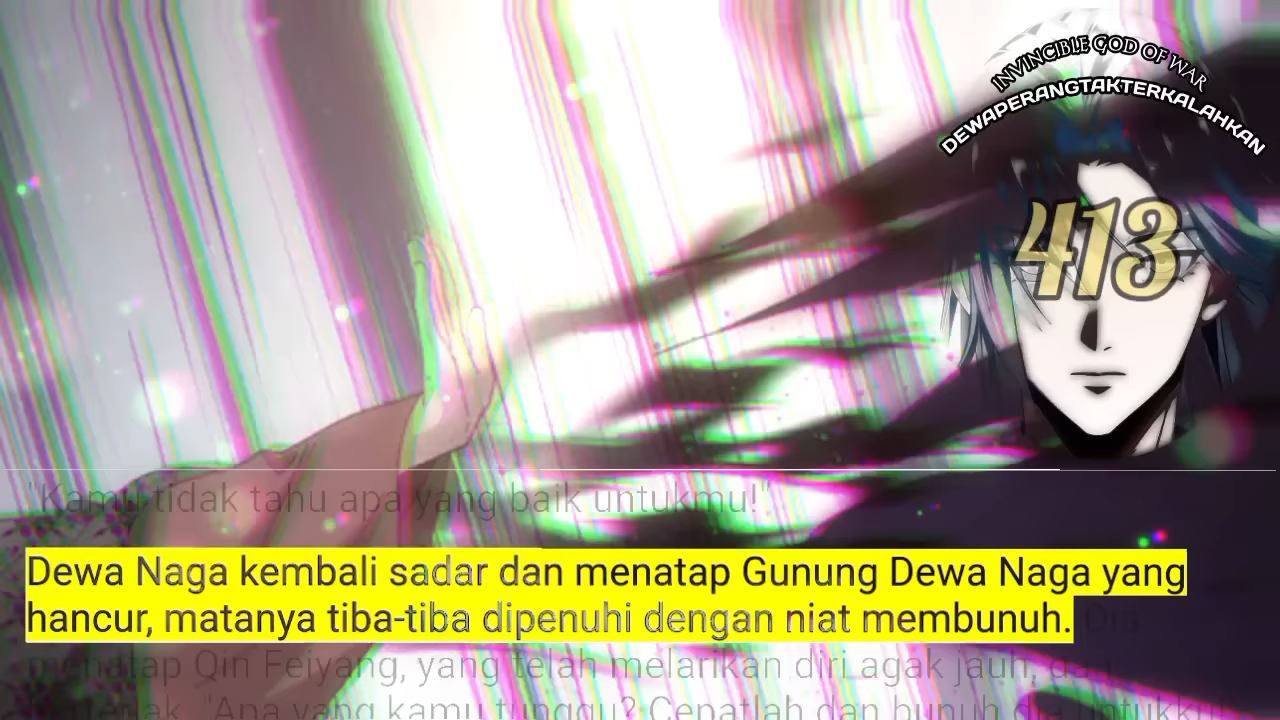 INVINCIBLE GOD OF WAR
DEWAPERANGTAKTERKALAHKAN
413
"Kamu tidak tahu apa yang baik untukmu!".
Dewa Naga kembali sadar dan menatap Gunung Dewa Naga yang
hancur, matanya tiba-tiba dipenuhi dengan niat membunuh. Dia
menatap Qin Feiyang, yang telah melarikan diri agak jauh, dan
"Apa yang kamu tunggu? Cepatlah dan bunuh dia untukku!"